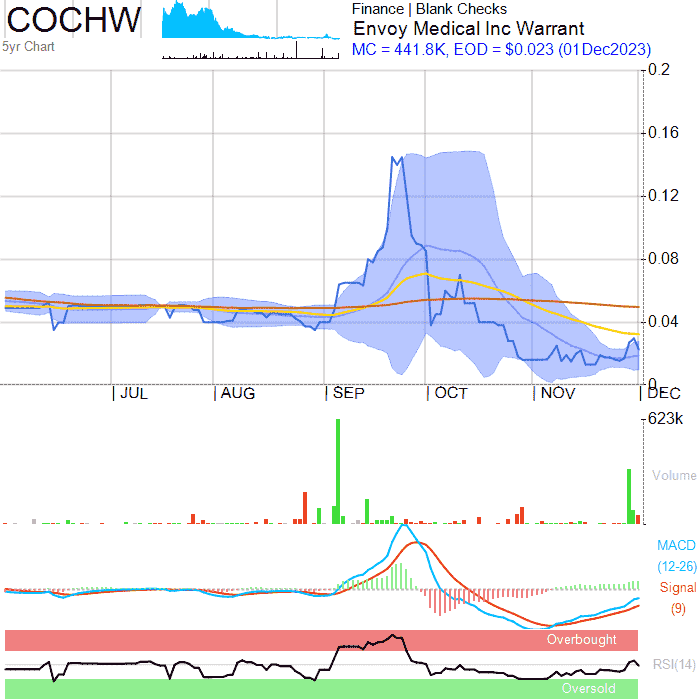 COCHW
5yr Chart
Finance | Blank Checks
Envoy Medical Inc Warrant
MC = 441.8K, EOD = $0.023 (01Dec2023)
0.2
0.16
0.12
0.08
0.04
0
JUL AUG SEP OCT NOV DEC
623k
Volume
MACD
(12-26)
Signal
(9)
Overbought
RSI(14)
Oversold